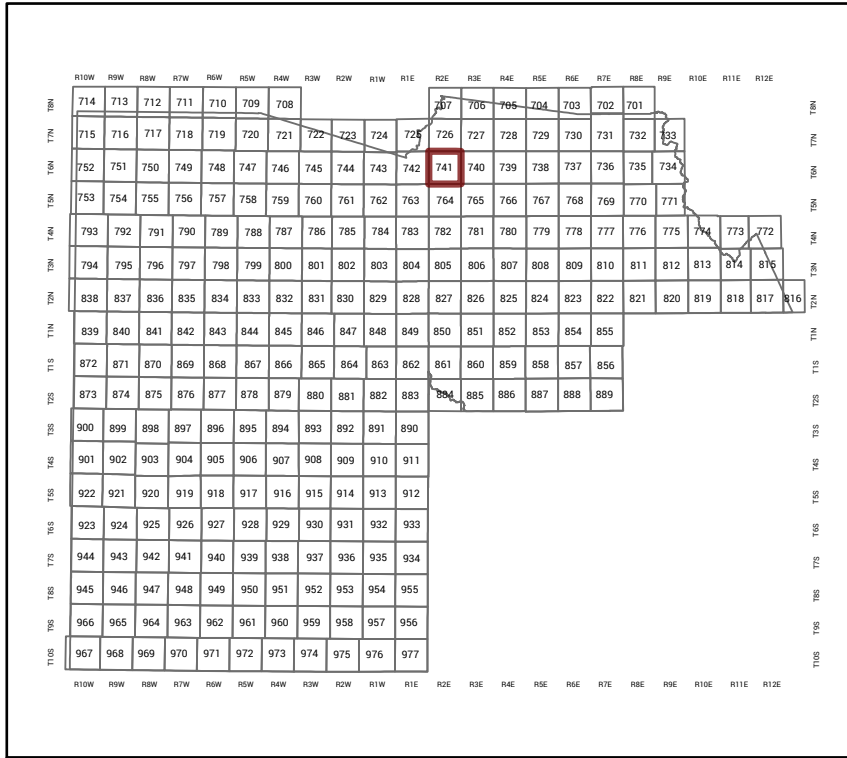 R10W R9W R8W R7W R6W R5W R4W R3W R2W R1W R1E R2E R3E R4E R5E R6E R7E R8E R9E R10E R11E R12E
T8N 714 713 712 711 710 709 708 707 706 705 704 703 702 701 T8N
T7N 715 716 717 718 719 720 721 722 723 724 725 726 727 728 729 730 731 732 733 T7N
T6N 752 751 750 749 748 747 746 745 744 743 742 741 740 739 738 737 736 735 734 T6N
T5N 753 754 755 756 757 758 759 760 761 762 763 764 765 766 767 768 769 770 771 T5N
T4N 793 792 791 790 789 788 787 786 785 784 783 782 781 780 779 778 777 776 775 774 773 772 T4N
T3N 794 795 796 797 798 799 800 801 802 803 804 805 806 807 808 809 810 811 812 813 814 815 T3N
T2N 838 837 836 835 834 833 832 831 830 829 828 827 826 825 824 823 822 821 820 819 818 817 816 T2N
T1N 839 840 841 842 843 844 845 846 847 848 849 850 851 852 853 854 855 T1N
T1S 872 871 870 869 868 867 866 865 864 863 862 861 860 859 858 857 856 T1S
T2S 873 874 875 876 877 878 879 880 881 882 883 884 885 886 887 888 889 T2S
T3S 900 899 898 897 896 895 894 893 892 891 890 T3S
T4S 901 902 903 904 905 906 907 908 909 910 911 T4S
T5S 922 921 920 919 918 917 916 915 914 913 912 T5S
T6S 923 924 925 926 927 928 929 930 931 932 933 T6S
T7S 944 943 942 941 940 939 938 937 936 935 934 T7S
T8S 945 946 947 948 949 950 951 952 953 954 955 T8S
T9S 966 965 964 963 962 961 960 959 958 957 956 T9S
T10S 967 968 969 970 971 972 973 974 975 976 977 T10S
R10W R9W R8W R7W R6W R5W R4W R3W R2W R1W R1E R2E R3E R4E R5E R6E R7E R8E R9E R10E R11E R12E